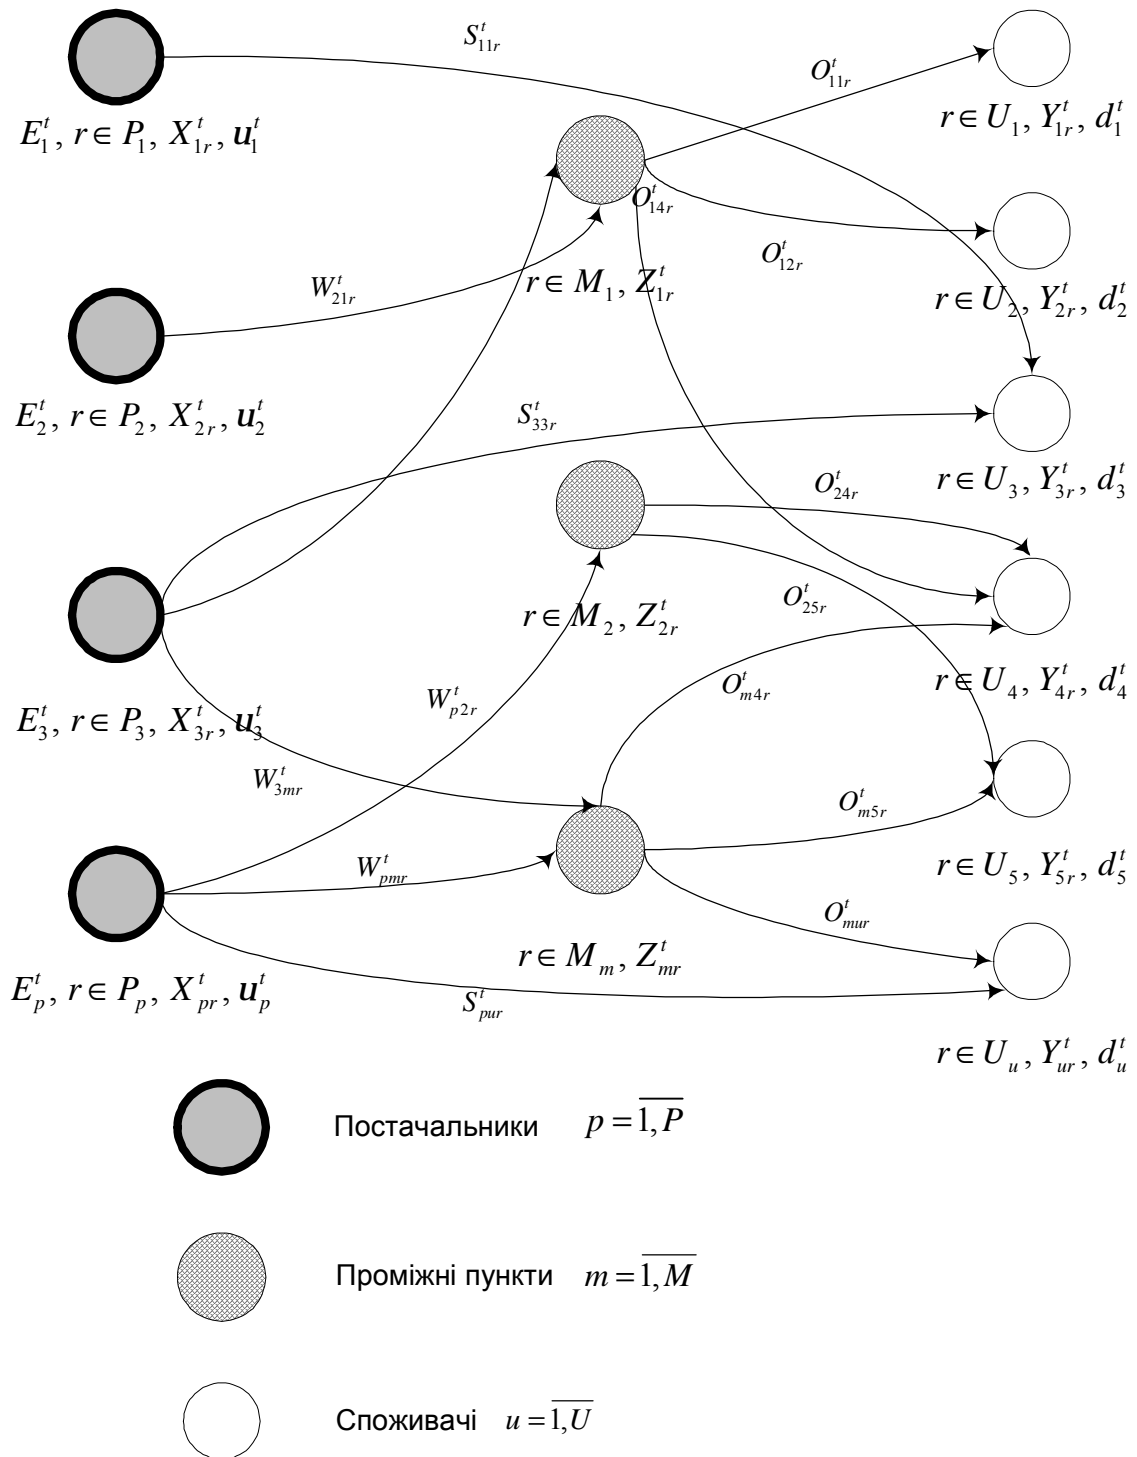 S^t_{11r}
O^t_{11r}
E^t_1, r ∈ P_1, X^t_{1r}, u^t_1
r ∈ U_1, Y^t_{1r}, d^t_1
O^t_{14r}
O^t_{12r}
W^t_{21r}
r ∈ M_1, Z^t_{1r}
r ∈ U_2, Y^t_{2r}, d^t_2
E^t_2, r ∈ P_2, X^t_{2r}, u^t_2
S^t_{33r}
r ∈ U_3, Y^t_{3r}, d^t_3
O^t_{24r}
O^t_{25r}
r ∈ M_2, Z^t_{2r}
W^t_{p2r}
O^t_{m4r}
r ∈ U_4, Y^t_{4r}, d^t_4
E^t_3, r ∈ P_3, X^t_{3r}, u^t_3
W^t_{3mr}
O^t_{m5r}
W^t_{pmr}
r ∈ U_5, Y^t_{5r}, d^t_5
O^t_{mur}
r ∈ M_m, Z^t_{mr}
E^t_p, r ∈ P_p, X^t_{pr}, u^t_p
S^t_{pur}
r ∈ U_u, Y^t_{ur}, d^t_u
Постачальники p = \overline{1, P}
Проміжні пункти m = \overline{1, M}
Споживачі u = \overline{1, U}